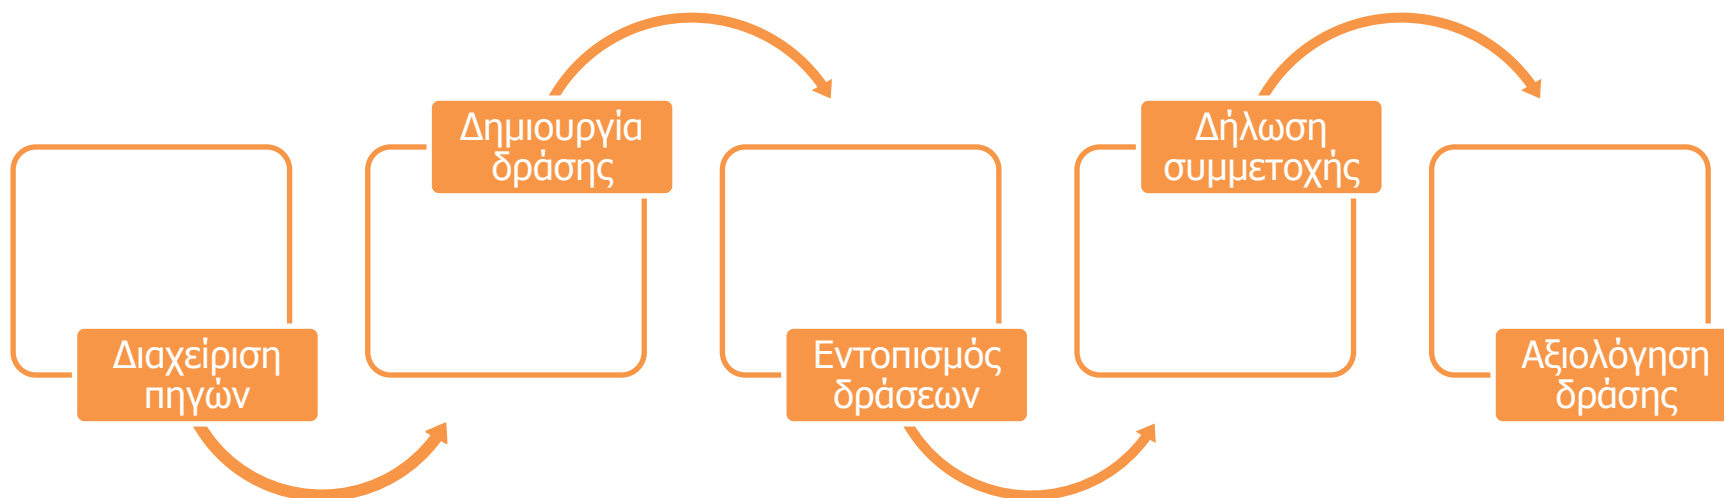 Διαχείριση
πηγών
Δημιουργία
δράσης
Εντοπισμός
δράσεων
Δήλωση
συμμετοχής
Αξιολόγηση
δράσης